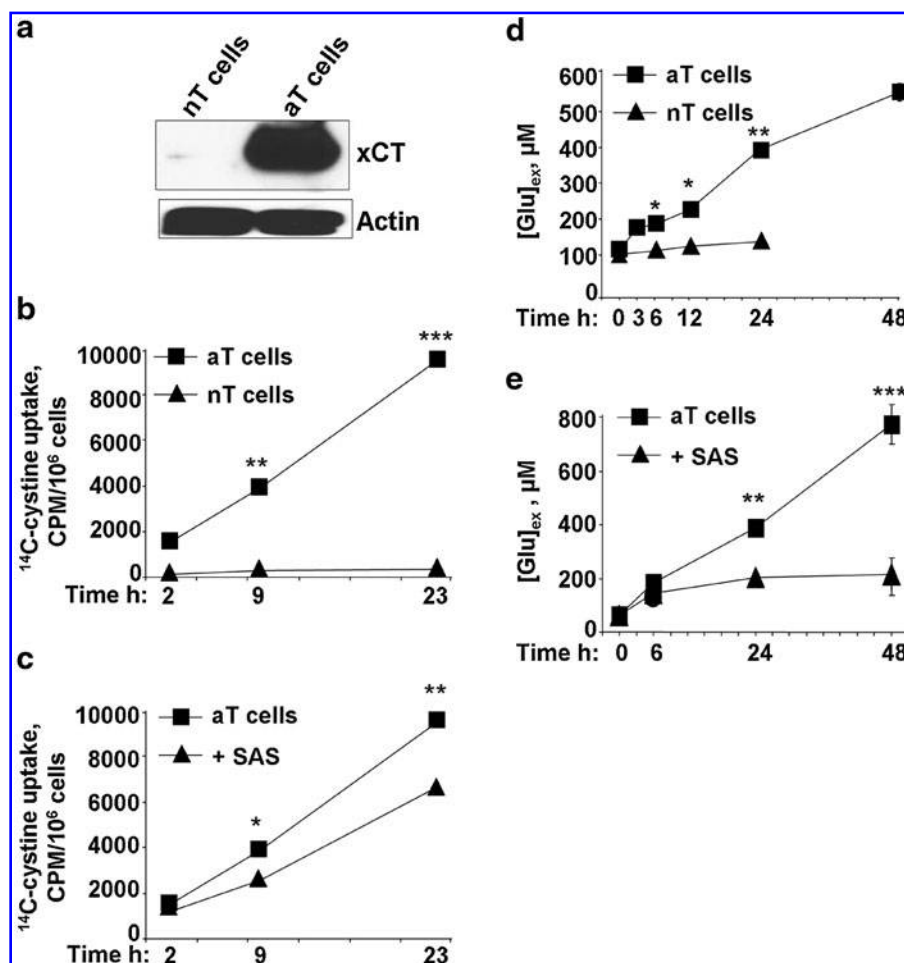 a
nT cells
aT cells
xCT
Actin
b
¹⁴C-cystine uptake,
CPM/10⁶ cells
10000
8000
6000
4000
2000
0
aT cells
nT cells
**
***
Time h: 2 9 23
c
¹⁴C-cystine uptake,
CPM/10⁶ cells
10000
8000
6000
4000
2000
0
aT cells
+ SAS
*
**
Time h: 2 9 23
d
[Glu]ex, µM
600
500
400
300
200
100
0
aT cells
nT cells
*
*
**
Time h: 0 3 6 12 24 48
e
[Glu]ex , µM
800
600
400
200
0
aT cells
+ SAS
**
***
Time h: 0 6 24 48